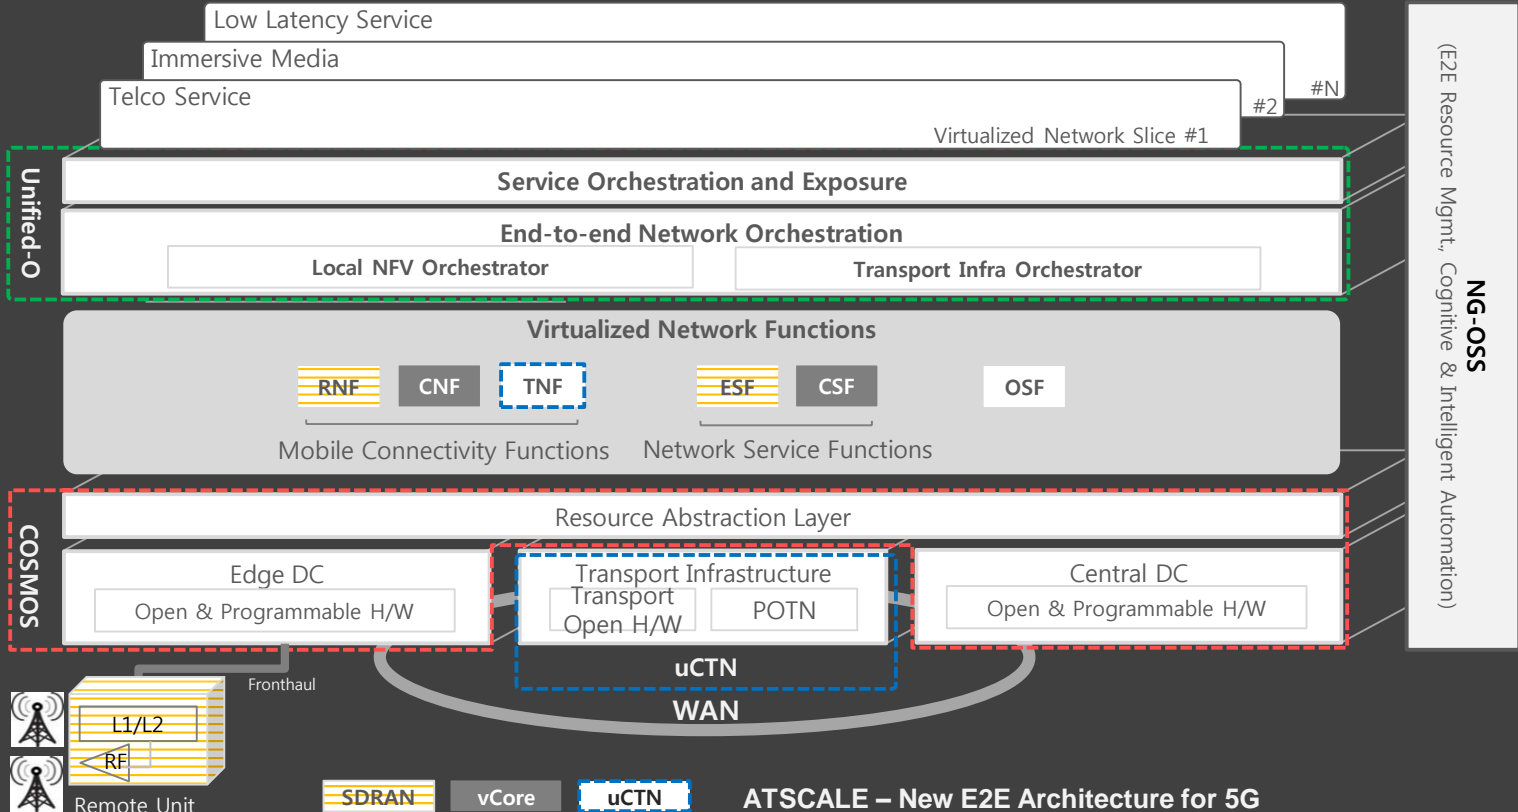 Low Latency Service
#N
Immersive Media
#2
Telco Service
Virtualized Network Slice #1
Unified-O
Service Orchestration and Exposure
End-to-end Network Orchestration
Local NFV Orchestrator
Transport Infra Orchestrator
Virtualized Network Functions
RNF
CNF
TNF
ESF
CSF
OSF
Mobile Connectivity Functions
Network Service Functions
COSMOS
Resource Abstraction Layer
Edge DC
Open & Programmable H/W
Transport Infrastructure
Transport
Open H/W
POTN
Central DC
Open & Programmable H/W
uCTN
WAN
Fronthaul
L1/L2
RF
Remote Unit
NG-OSS
(E2E Resource Mgmt., Cognitive & Intelligent Automation)
SDRAN
vCore
uCTN
ATSCALE – New E2E Architecture for 5G